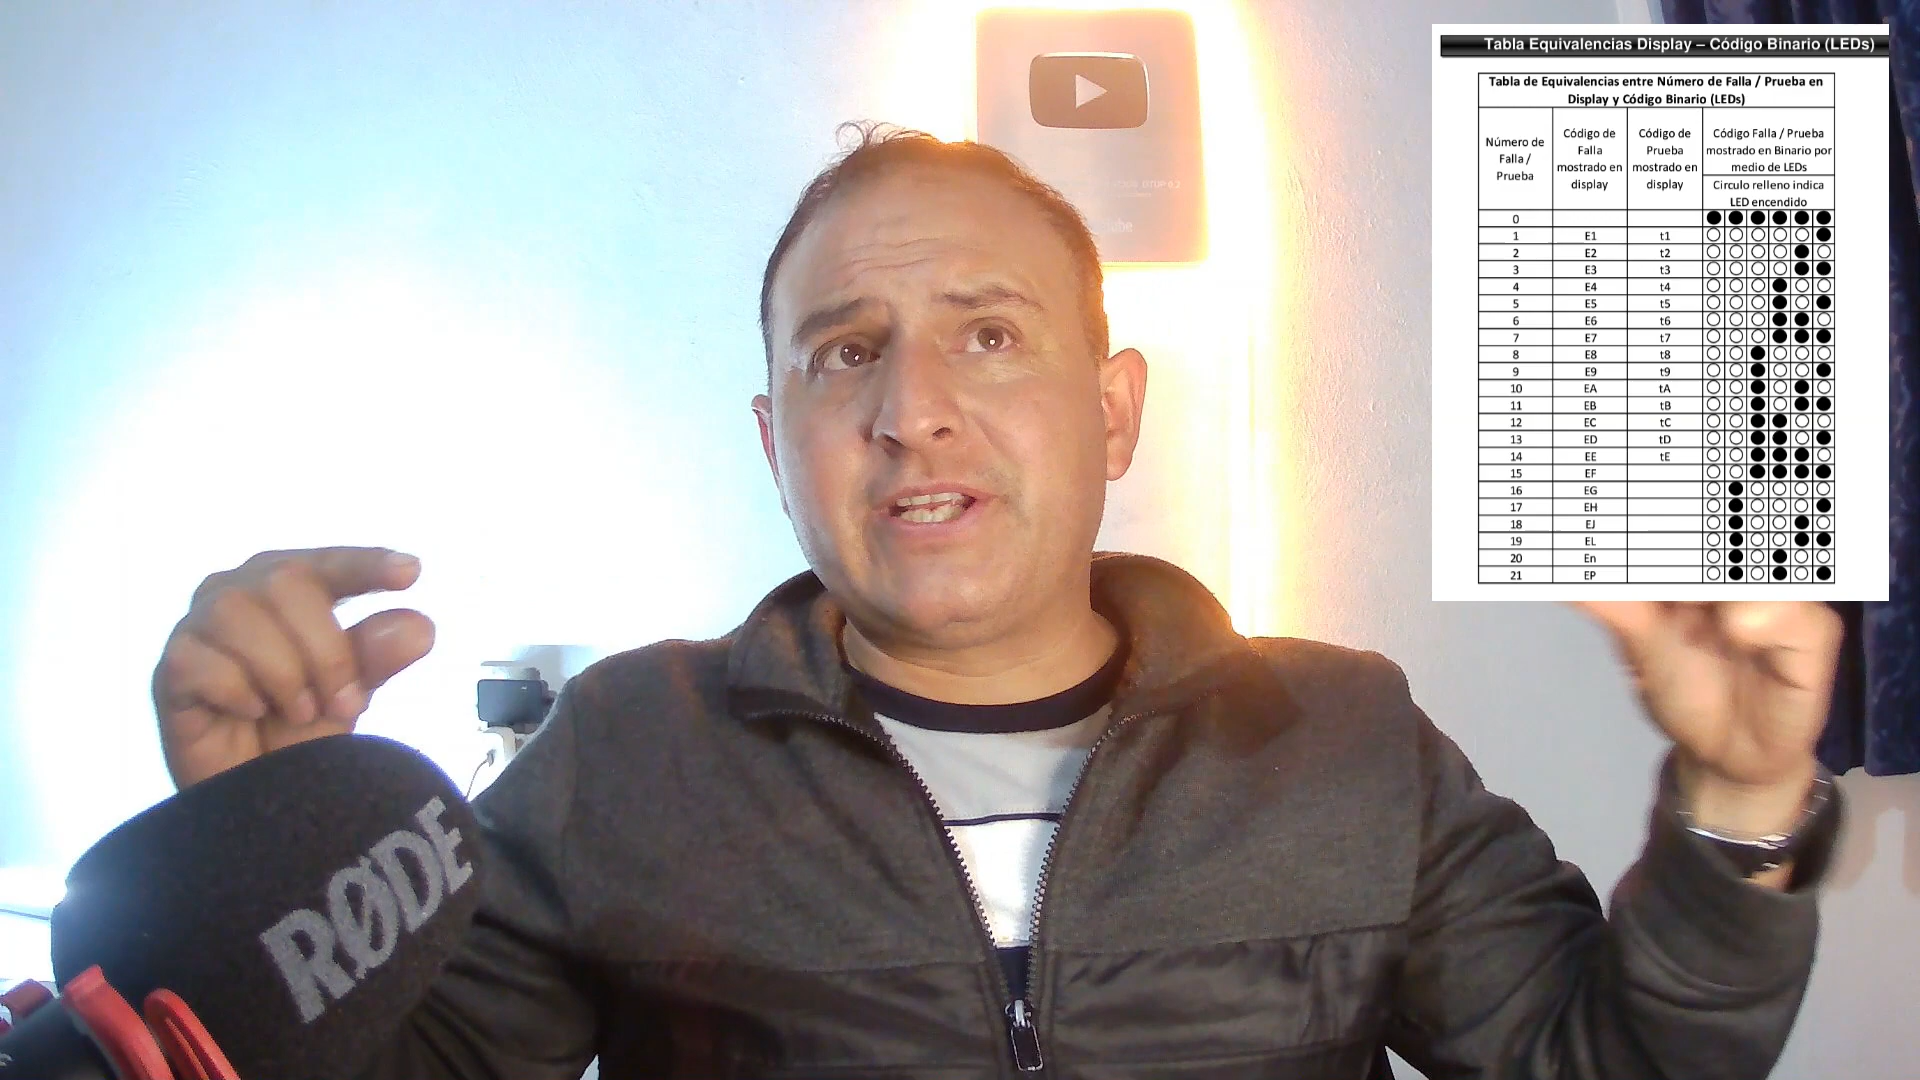 Tabla Equivalencias Display – Código Binario (LEDs)
Tabla de Equivalencias entre Número de Falla / Prueba en
Display y Código Binario (LEDs)
Número de
Falla /
Prueba
Código de
Falla
mostrado en
display
Código de
Prueba
mostrado en
display
Código Falla / Prueba
mostrado en Binario por
medio de LEDs
Circulo relleno indica
LED encendido
0
1 E1 t1
2 E2 t2
3 E3 t3
4 E4 t4
5 E5 t5
6 E6 t6
7 E7 t7
8 E8 t8
9 E9 t9
10 EA tA
11 EB tB
12 EC tC
13 ED tD
14 EE tE
15 EF
16 EG
17 EH
18 EJ
19 EL
20 En
21 EP
RØDE